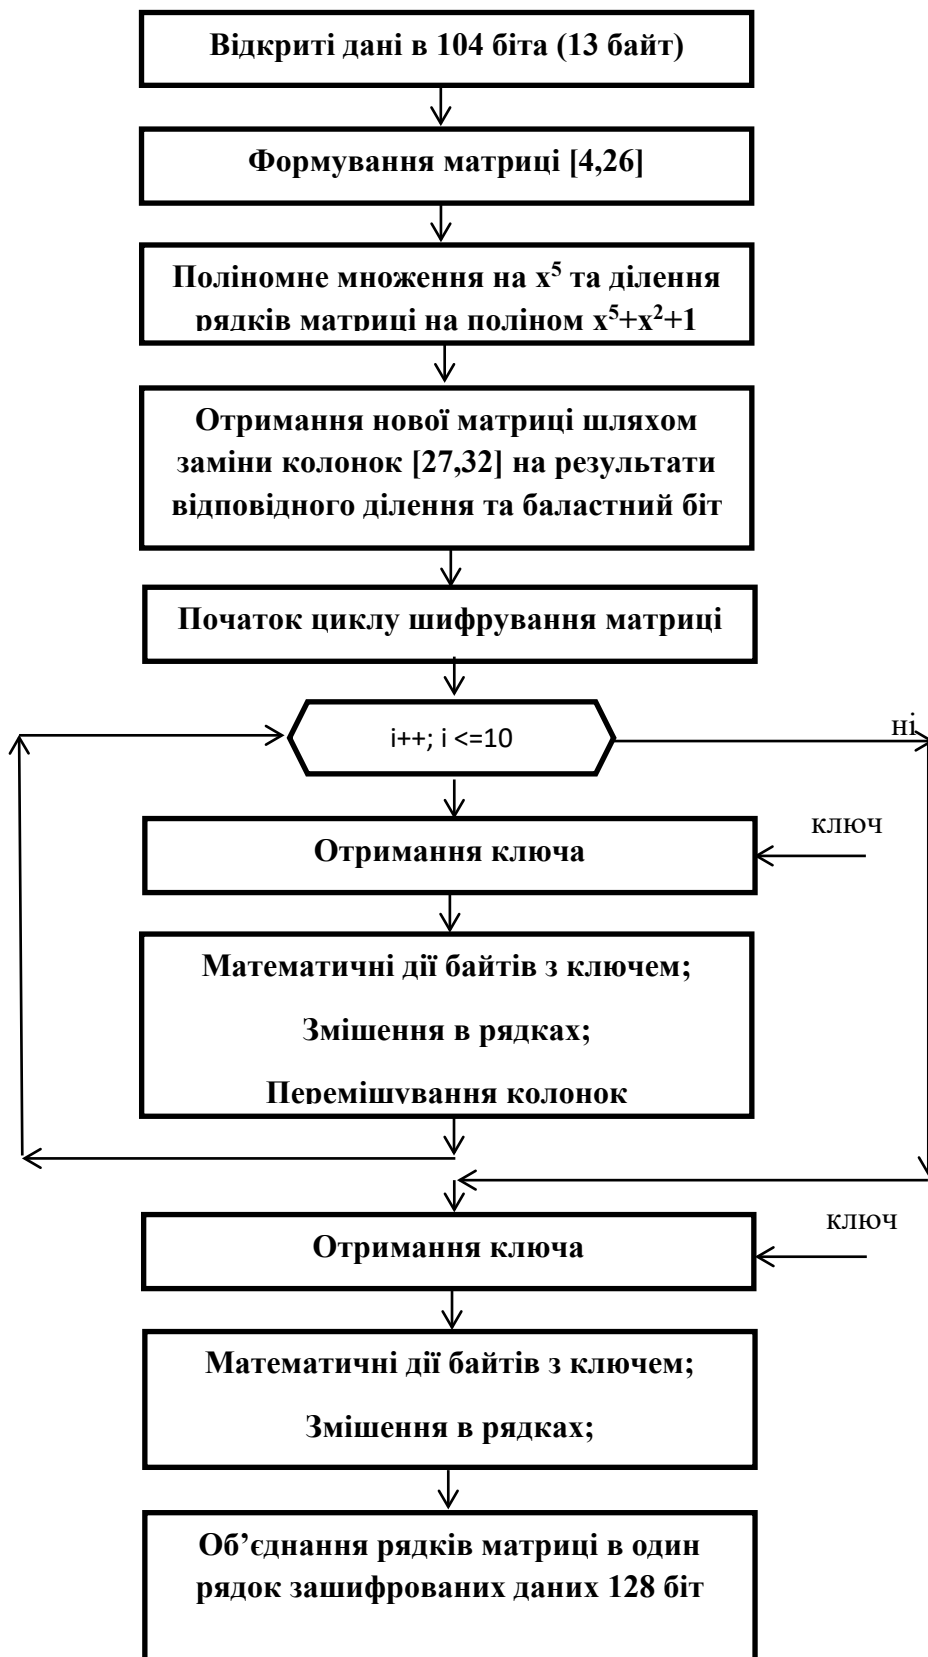 Відкриті дані в 104 біта (13 байт)
Формування матриці [4,26]
Поліномне множення на x⁵ та ділення
рядків матриці на поліном x⁵+x²+1
Отримання нової матриці шляхом
заміни колонок [27,32] на результати
відповідного ділення та баластний біт
Початок циклу шифрування матриці
i++; i <=10
ні
ключ
Отримання ключа
Математичні дії байтів з ключем;
Змішення в рядках;
Перемішування колонок
ключ
Отримання ключа
Математичні дії байтів з ключем;
Змішення в рядках;
Об’єднання рядків матриці в один
рядок зашифрованих даних 128 біт